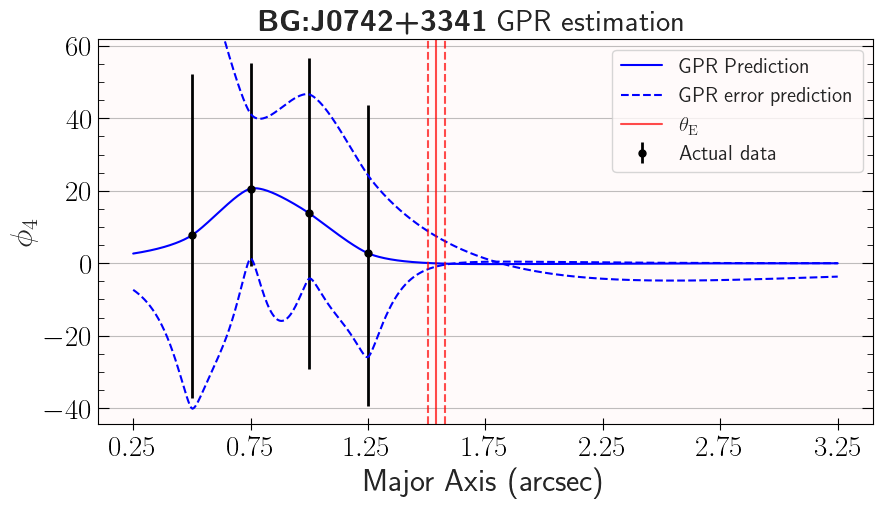 BG:J0742+3341 GPR estimation
60
40
20
0
−20
−40
ϕ4
GPR Prediction
GPR error prediction
θE
Actual data
0.25 0.75 1.25 1.75 2.25 2.75 3.25
Major Axis (arcsec)